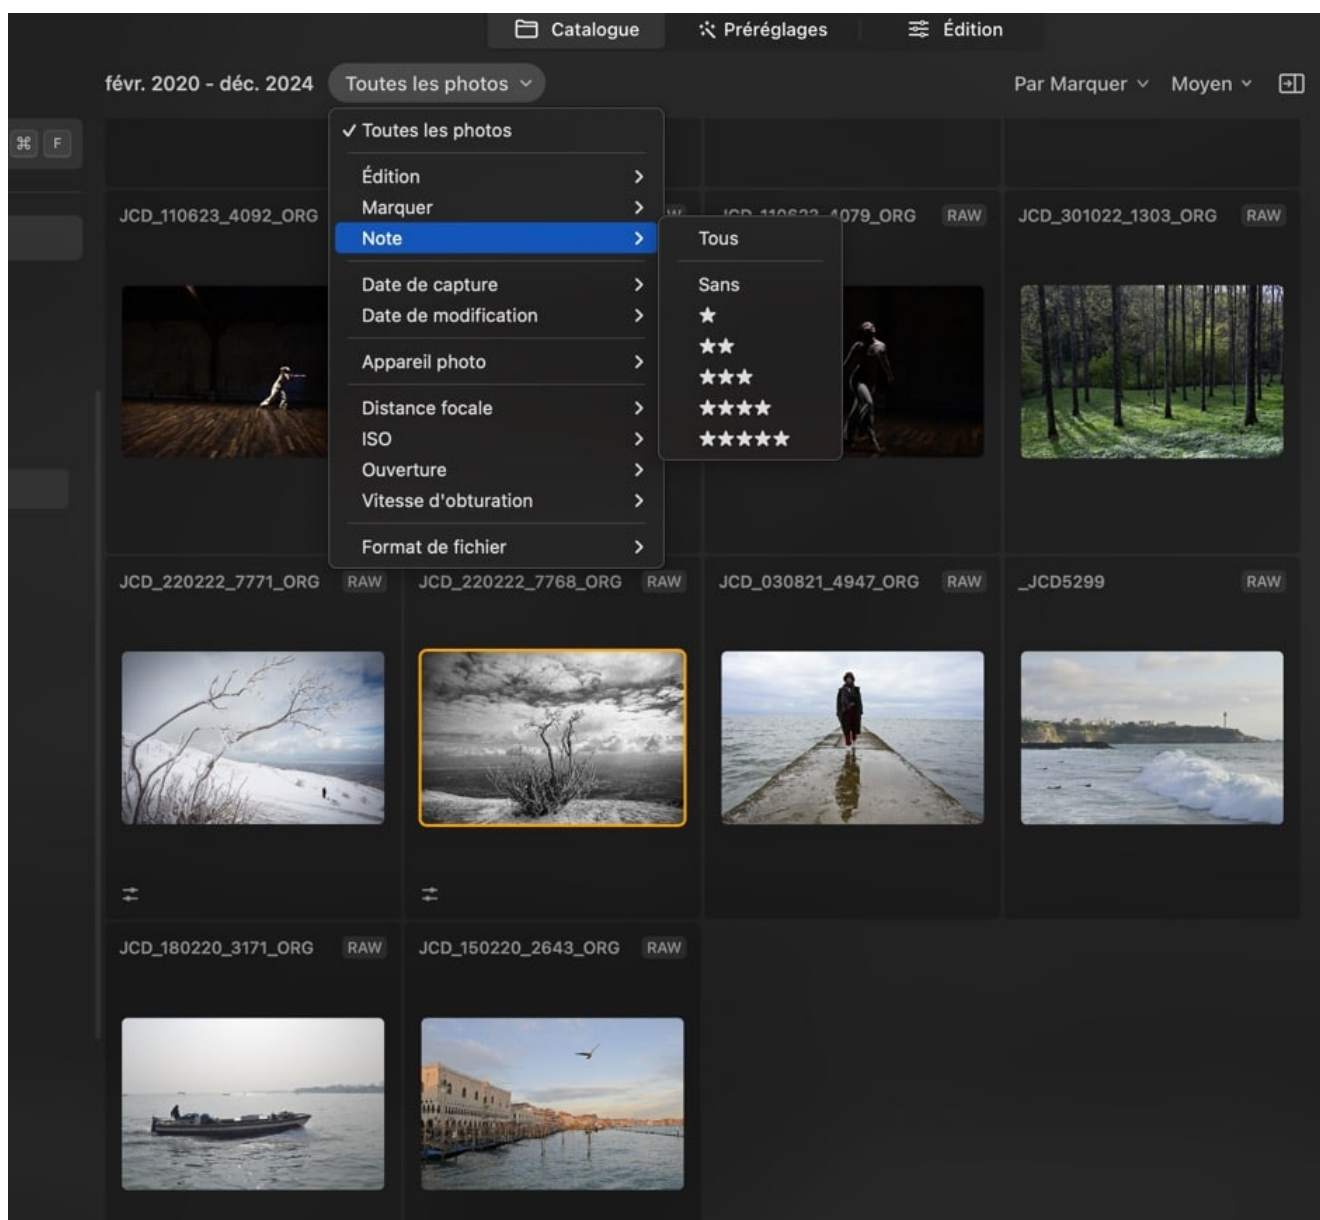 Catalogue Préréglages Édition
févr. 2020 - déc. 2024 Toutes les photos Par Marquer Moyen
⌘ F
✓ Toutes les photos
Édition
Marquer
Note
Date de capture
Date de modification
Appareil photo
Distance focale
ISO
Ouverture
Vitesse d'obturation
Format de fichier
Tous
Sans
★
★★
★★★
★★★★
★★★★★
JCD_110623_4092_ORG JCD_110623_4079_ORG RAW JCD_301022_1303_ORG RAW
JCD_220222_7771_ORG RAW JCD_220222_7768_ORG RAW JCD_030821_4947_ORG RAW _JCD5299 RAW
JCD_180220_3171_ORG RAW JCD_150220_2643_ORG RAW